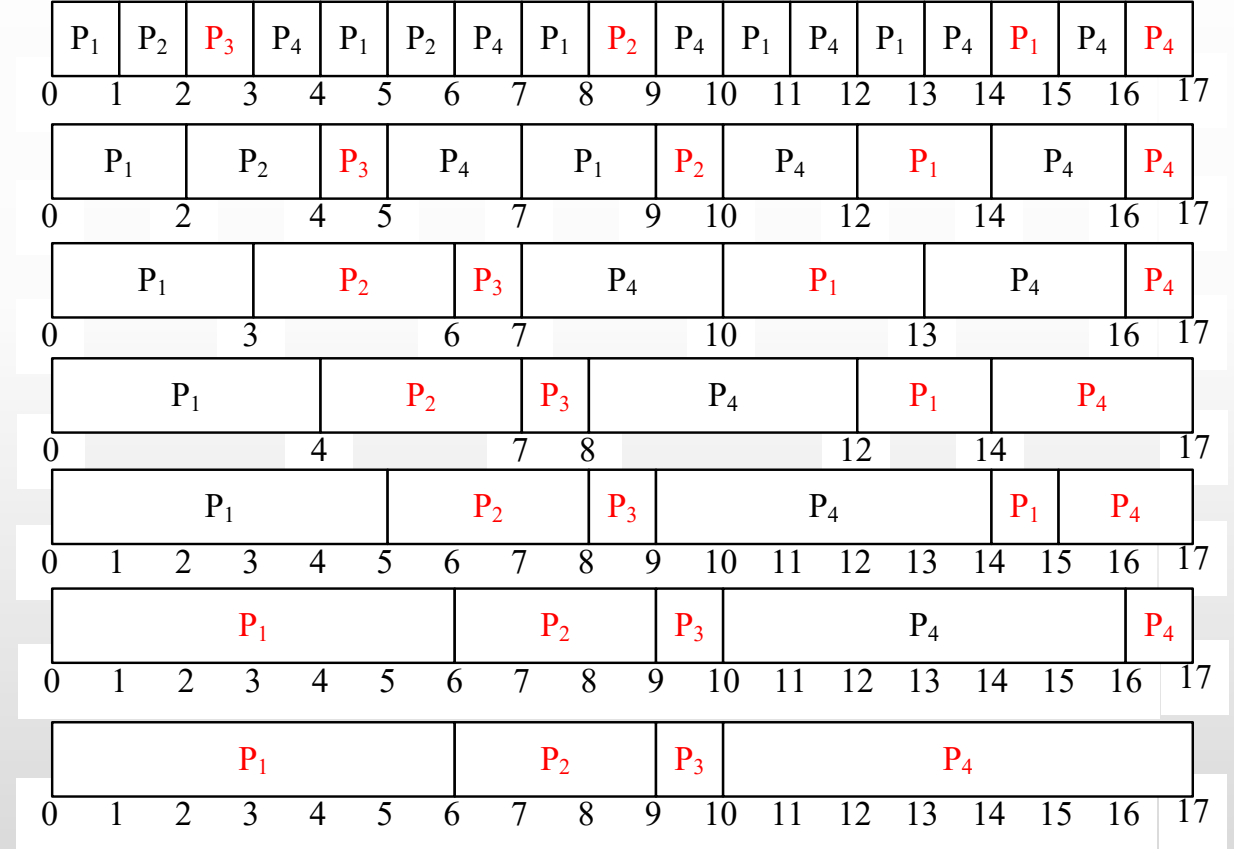 P₁ P₂ P₃ P₄ P₁ P₂ P₄ P₁ P₂ P₄ P₁ P₄ P₁ P₄ P₁ P₄ P₄
0 1 2 3 4 5 6 7 8 9 10 11 12 13 14 15 16 17
P₁ P₂ P₃ P₄ P₁ P₂ P₄ P₁ P₄ P₄
0 2 4 5 7 9 10 12 14 16 17
P₁ P₂ P₃ P₄ P₁ P₄ P₄
0 3 6 7 10 13 16 17
P₁ P₂ P₃ P₄ P₁ P₄
0 4 7 8 12 14 17
P₁ P₂ P₃ P₄ P₁ P₄
0 1 2 3 4 5 6 7 8 9 10 11 12 13 14 15 16 17
P₁ P₂ P₃ P₄ P₄
0 1 2 3 4 5 6 7 8 9 10 11 12 13 14 15 16 17
P₁ P₂ P₃ P₄
0 1 2 3 4 5 6 7 8 9 10 11 12 13 14 15 16 17